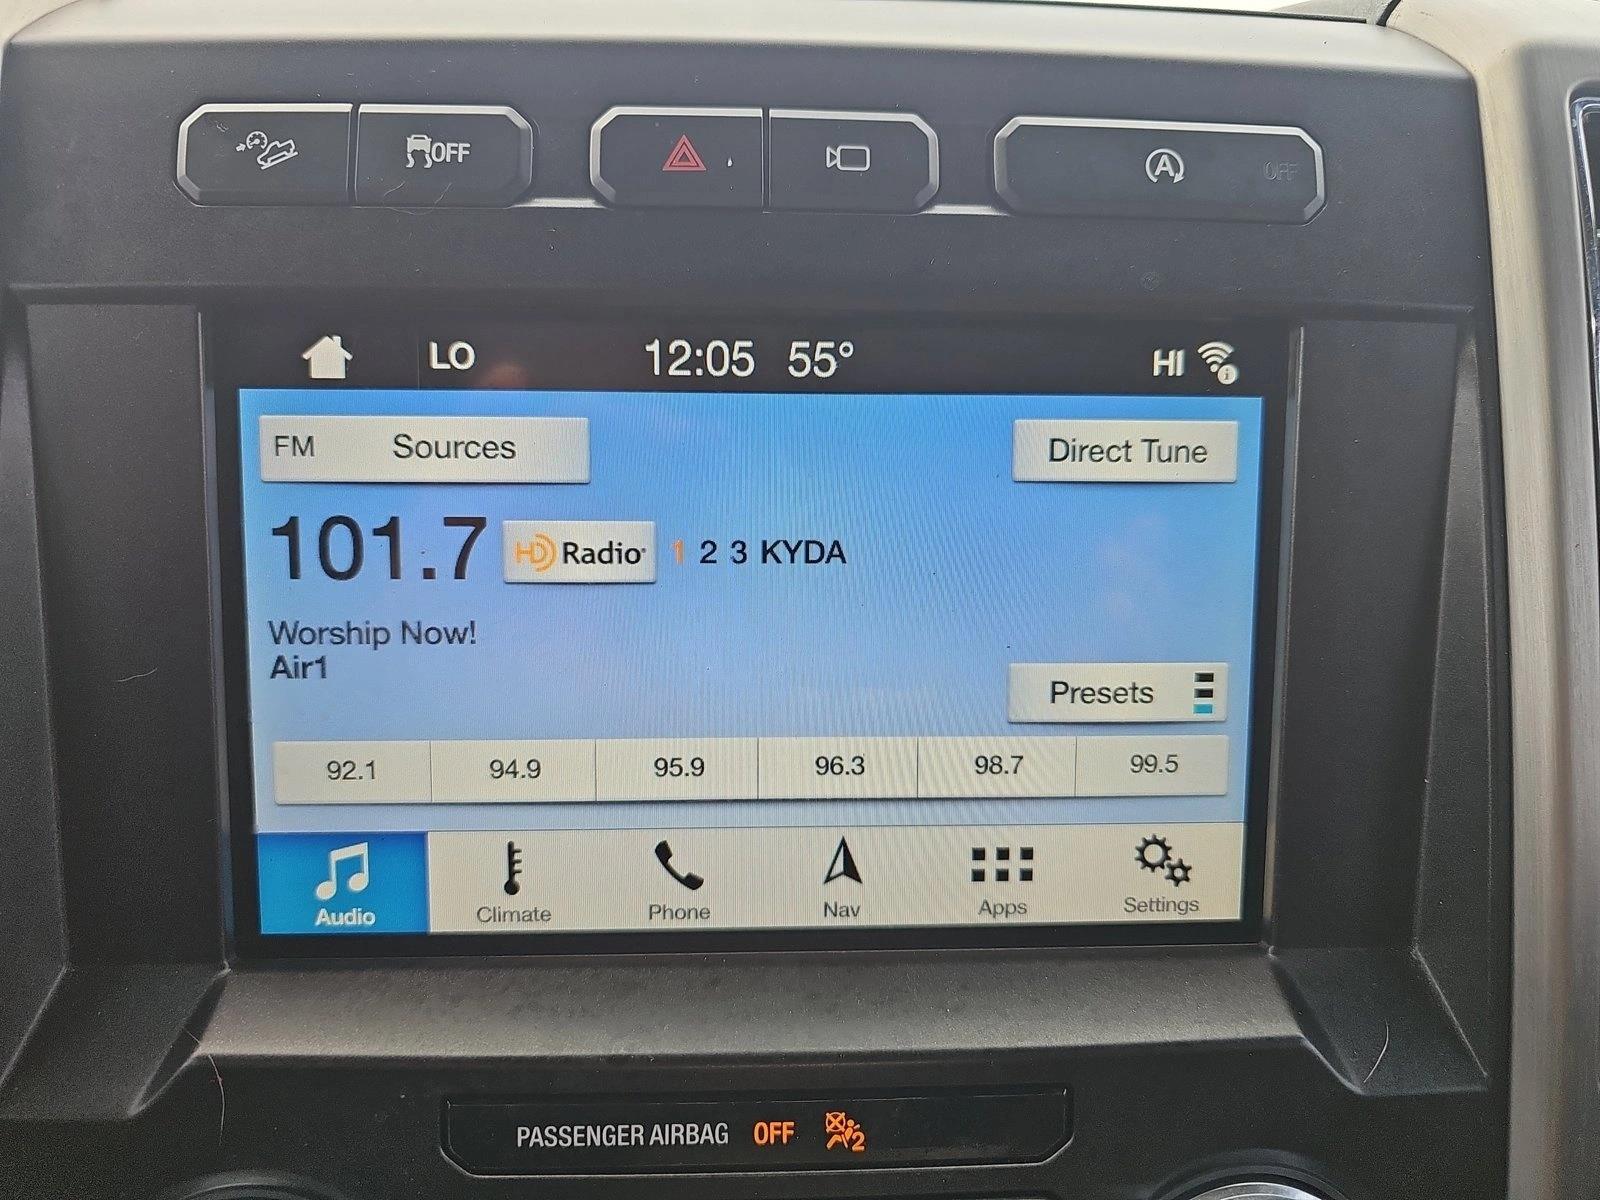 OFF
A OFF
LO 12:05 55° HI
FM Sources Direct Tune
101.7 HD Radio 1 2 3 KYDA
Worship Now!
Air1
Presets
92.1 94.9 95.9 96.3 98.7 99.5
Audio Climate Phone Nav Apps Settings
PASSENGER AIRBAG OFF 2